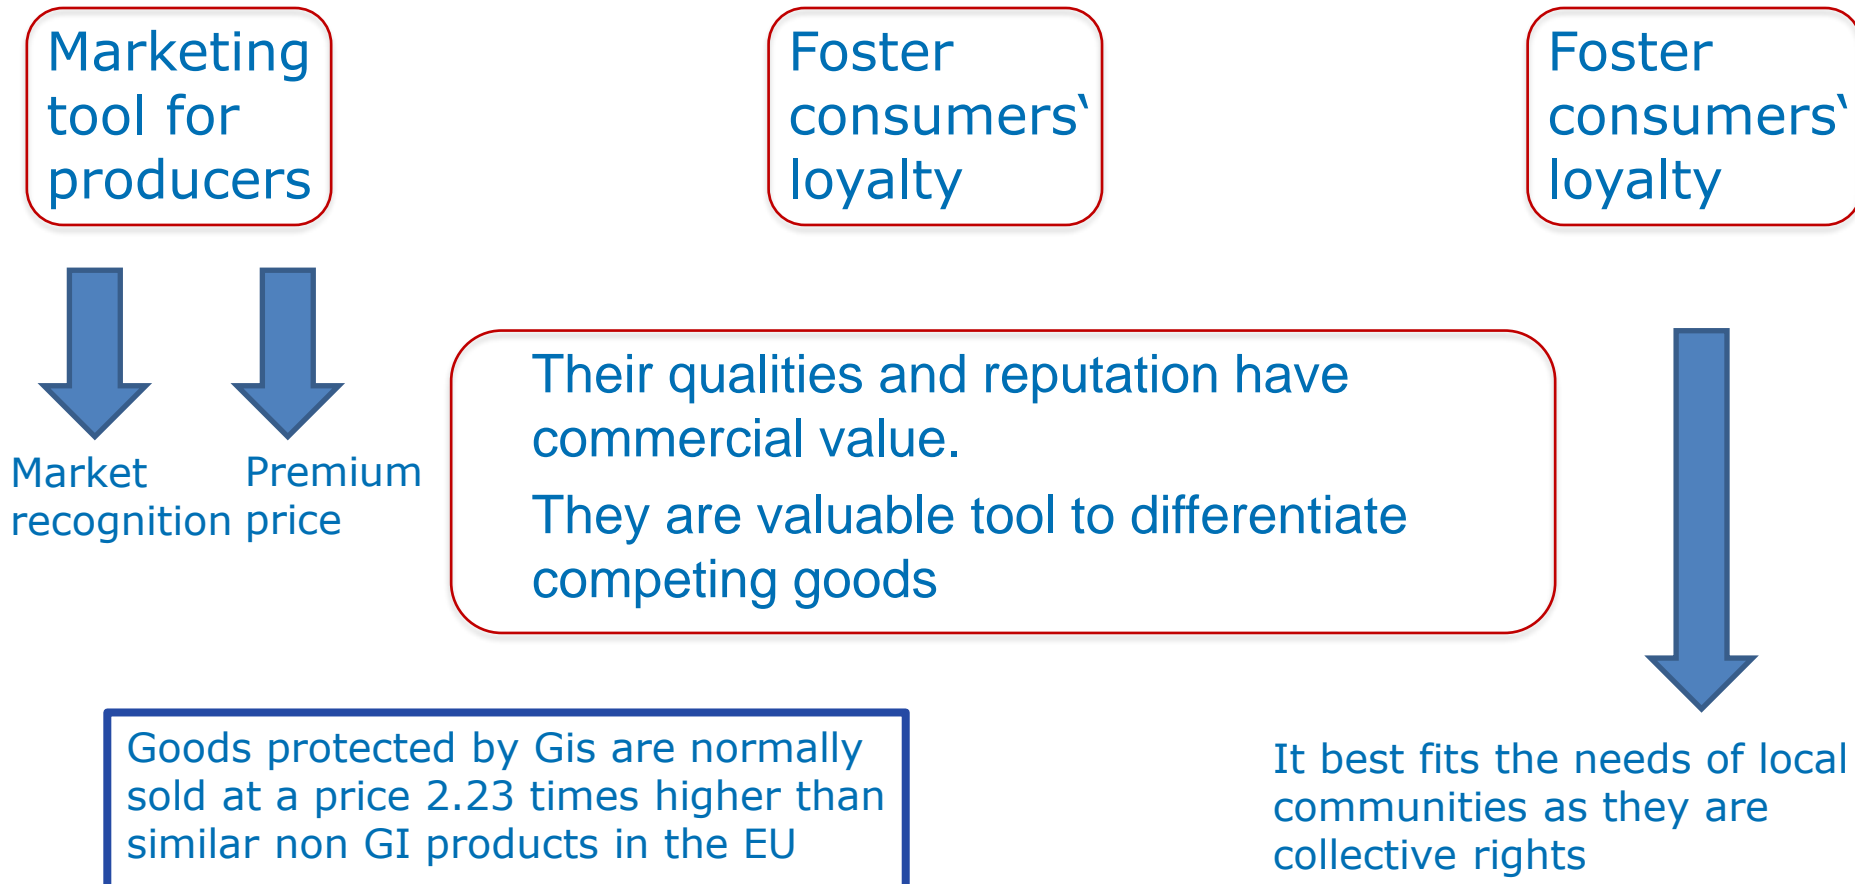 Marketing
tool for
producers
Foster
consumers‘
loyalty
Foster
consumers‘
loyalty
Market
recognition
Premium
price
Their qualities and reputation have
commercial value.
They are valuable tool to differentiate
competing goods
Goods protected by Gis are normally
sold at a price 2.23 times higher than
similar non GI products in the EU
It best fits the needs of local
communities as they are
collective rights